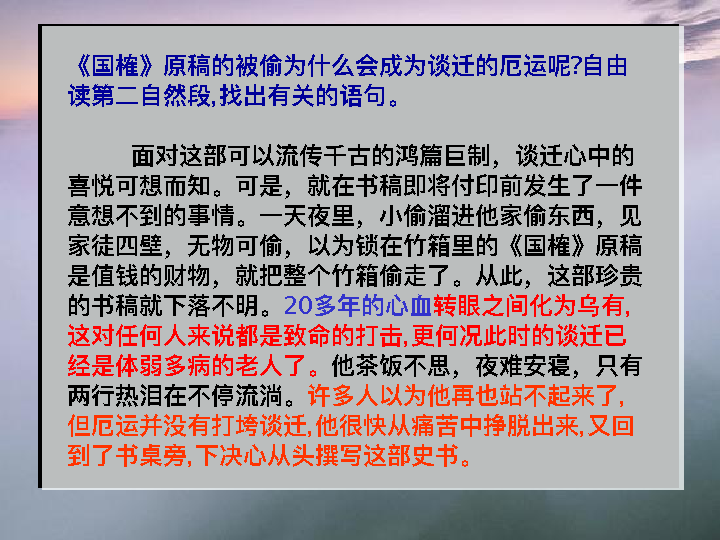 《国榷》原稿的被偷为什么会成为谈迁的厄运呢?自由
读第二自然段,找出有关的语句。
面对这部可以流传千古的鸿篇巨制，谈迁心中的
喜悦可想而知。可是，就在书稿即将付印前发生了一件
意想不到的事情。一天夜里，小偷溜进他家偷东西，见
家徒四壁，无物可偷，以为锁在竹箱里的《国榷》原稿
是值钱的财物，就把整个竹箱偷走了。从此，这部珍贵
的书稿就下落不明。20多年的心血转眼之间化为乌有,
这对任何人来说都是致命的打击,更何况此时的谈迁已
经是体弱多病的老人了。他茶饭不思，夜难安寝，只有
两行热泪在不停流淌。许多人以为他再也站不起来了,
但厄运并没有打垮谈迁,他很快从痛苦中挣脱出来,又回
到了书桌旁,下决心从头撰写这部史书。